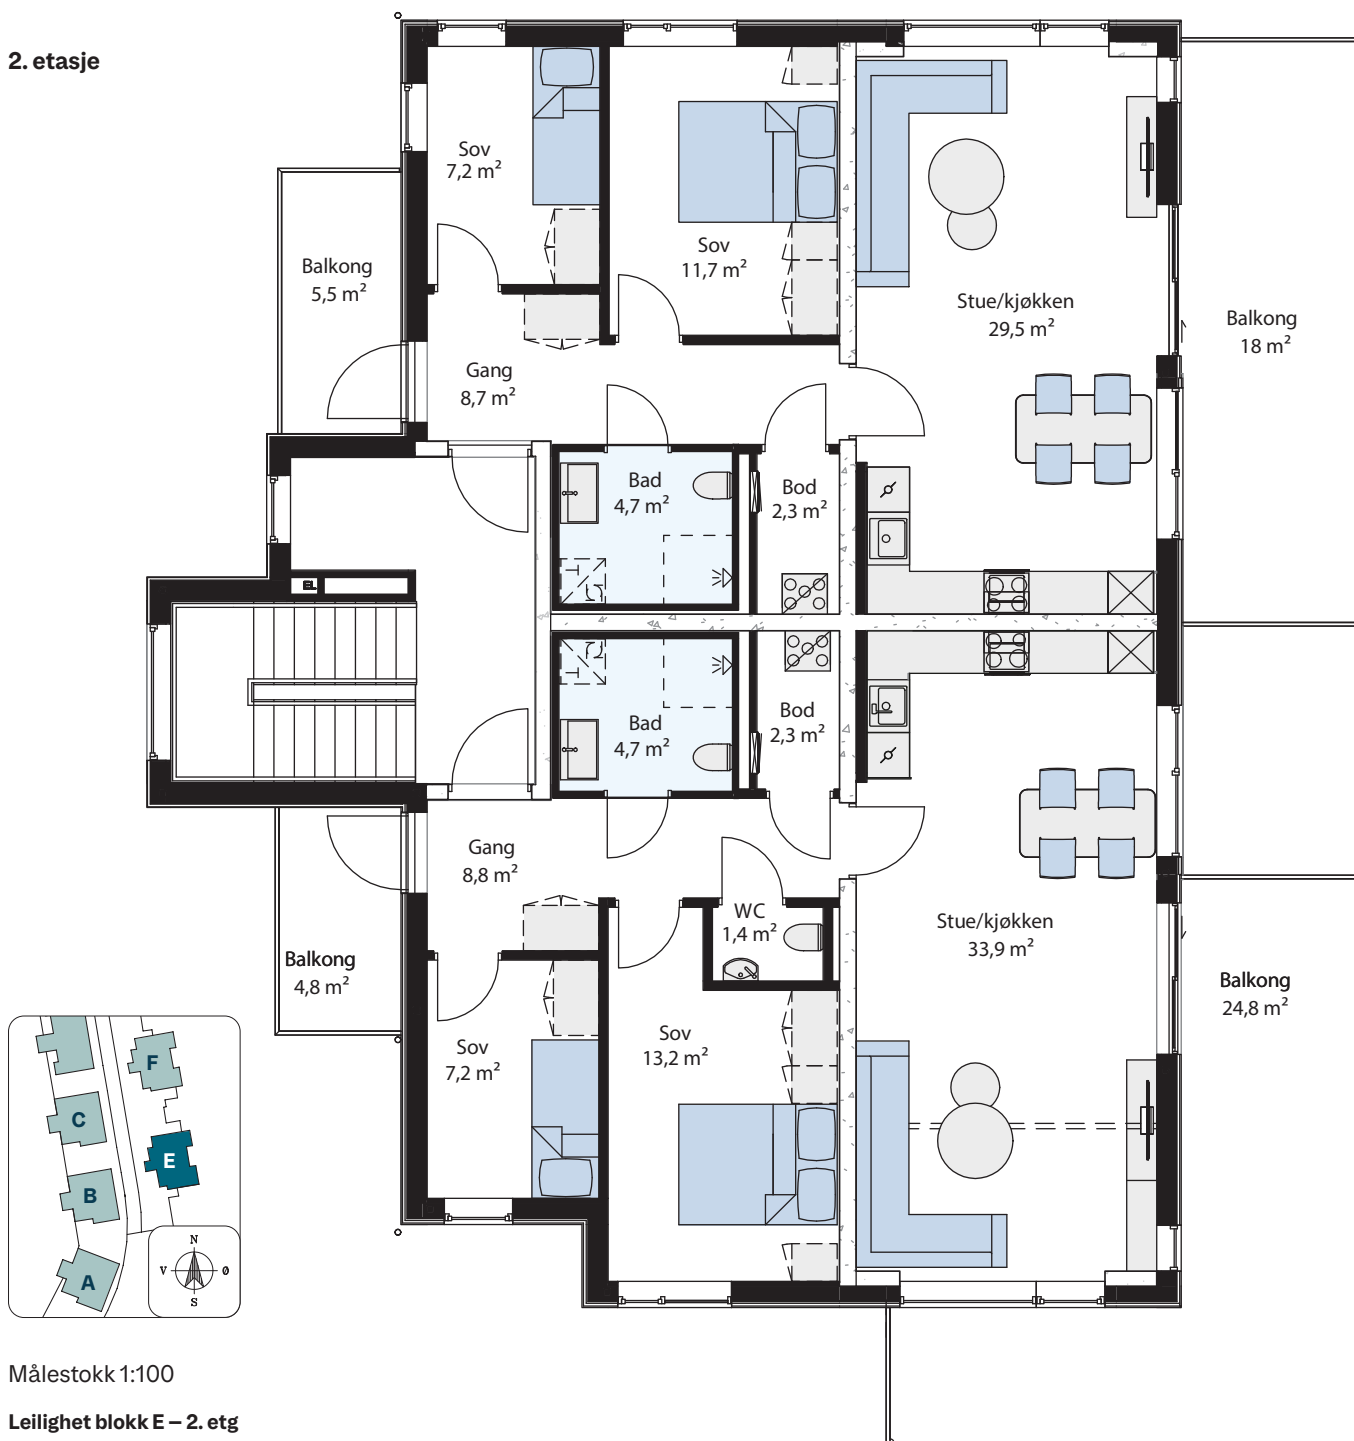 2. etasje
Sov
7,2 m²
Sov
11,7 m²
Balkong
5,5 m²
Stue/kjøkken
29,5 m²
Balkong
18 m²
Gang
8,7 m²
Bad
4,7 m²
Bod
2,3 m²
EL
Bad
4,7 m²
Bod
2,3 m²
Gang
8,8 m²
WC
1,4 m²
Stue/kjøkken
33,9 m²
Balkong
4,8 m²
Balkong
24,8 m²
Sov
7,2 m²
Sov
13,2 m²
F
C
E
B
A
N
V
Ø
S
Målestokk 1:100
Leilighet blokk E – 2. etg